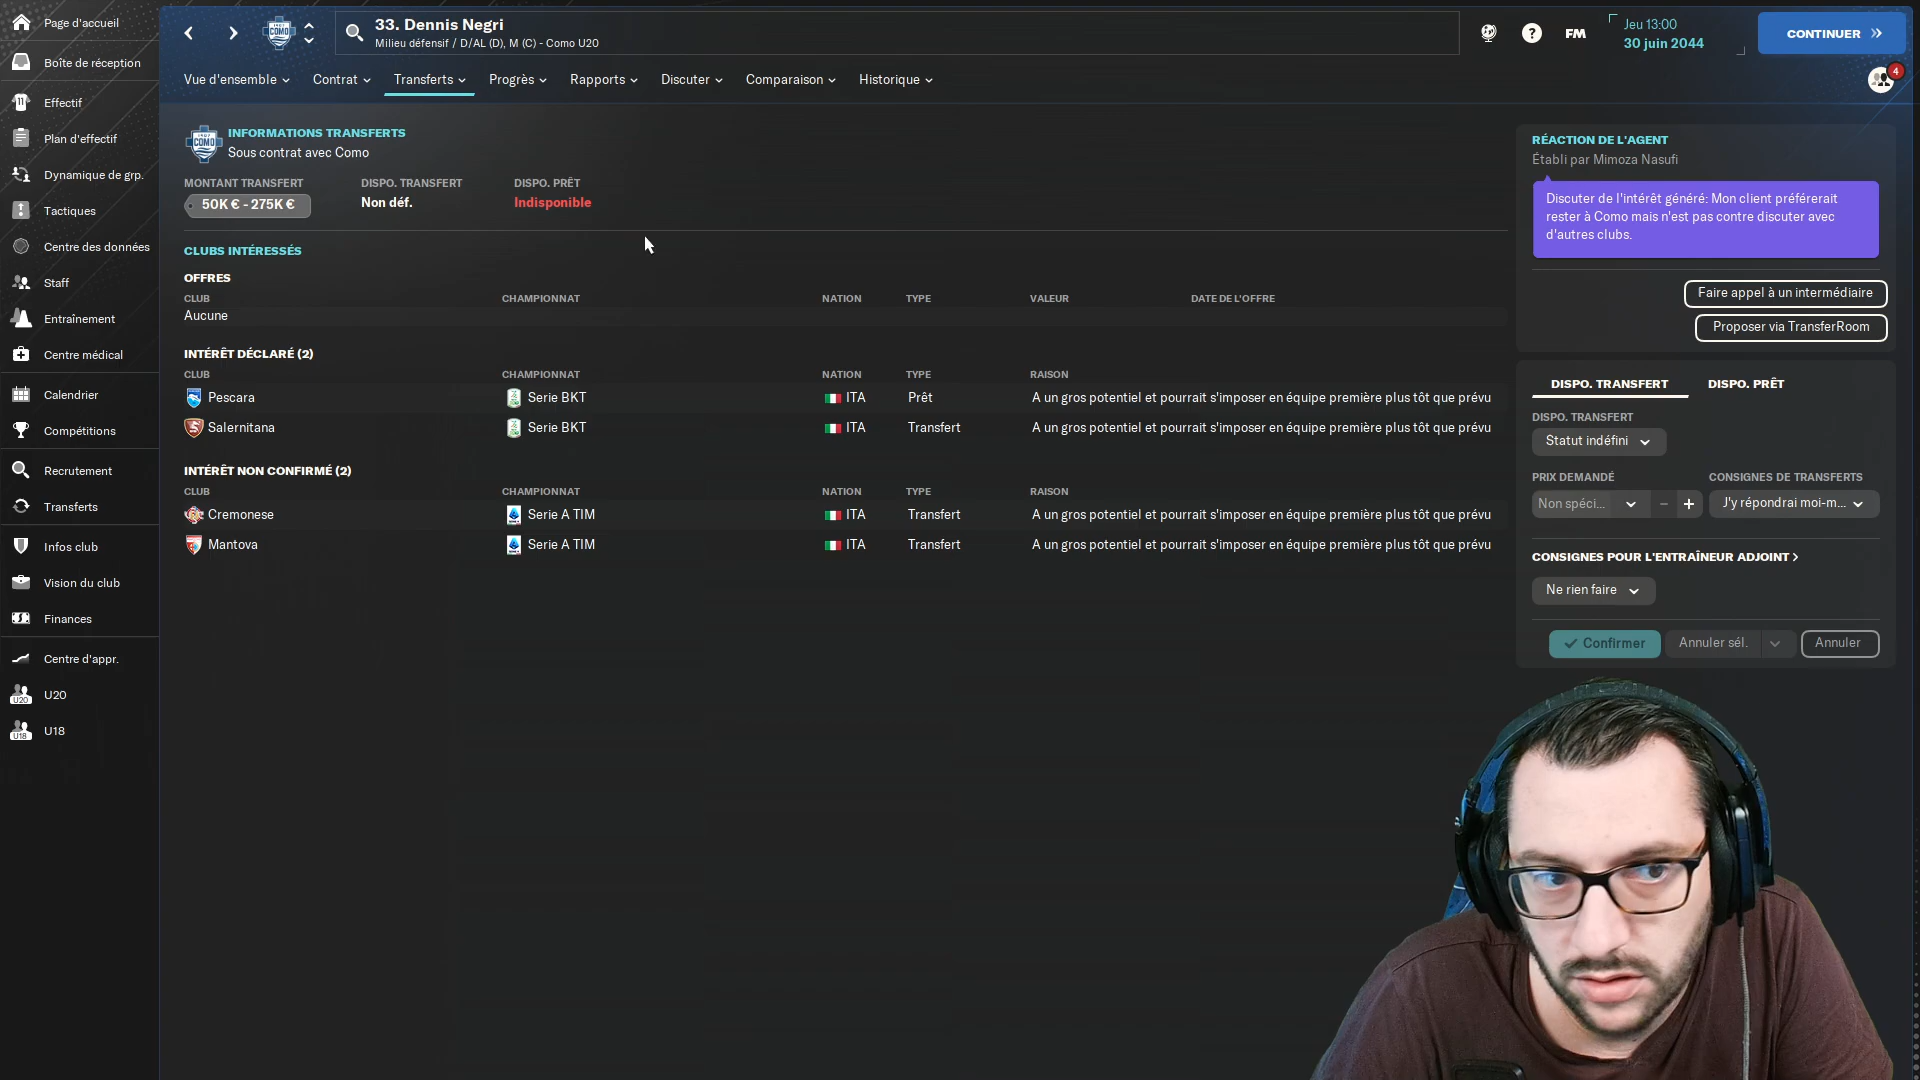 Page d'accueil
Boîte de réception
Effectif
Plan d'effectif
Dynamique de grp.
Tactiques
Centre des données
Staff
Entraînement
Centre médical
Calendrier
Compétitions
Recrutement
Transferts
Infos club
Vision du club
Finances
Centre d'appr.
U20
U18
33. Dennis Negri
Milieu défensif / D/AL (D), M (C) - Como U20
FM
Jeu 13:00
30 juin 2044
CONTINUER
4
Vue d'ensemble Contrat Transferts Progrès Rapports Discuter Comparaison Historique
INFORMATIONS TRANSFERTS
Sous contrat avec Como
MONTANT TRANSFERT DISPO. TRANSFERT DISPO. PRÊT
50K € - 275K € Non déf. Indisponible
CLUBS INTÉRESSÉS
OFFRES
CLUB CHAMPIONNAT NATION TYPE VALEUR DATE DE L'OFFRE
Aucune
INTÉRÊT DÉCLARÉ (2)
CLUB CHAMPIONNAT NATION TYPE RAISON
Pescara Serie BKT ITA Prêt A un gros potentiel et pourrait s'imposer en équipe première plus tôt que prévu
Salernitana Serie BKT ITA Transfert A un gros potentiel et pourrait s'imposer en équipe première plus tôt que prévu
INTÉRÊT NON CONFIRMÉ (2)
CLUB CHAMPIONNAT NATION TYPE RAISON
Cremonese Serie A TIM ITA Transfert A un gros potentiel et pourrait s'imposer en équipe première plus tôt que prévu
Mantova Serie A TIM ITA Transfert A un gros potentiel et pourrait s'imposer en équipe première plus tôt que prévu
RÉACTION DE L'AGENT
Établi par Mimoza Nasufi
Discuter de l'intérêt généré: Mon client préférerait
rester à Como mais n'est pas contre discuter avec
d'autres clubs.
Faire appel à un intermédiaire
Proposer via TransferRoom
DISPO. TRANSFERT DISPO. PRÊT
DISPO. TRANSFERT
Statut indéfini
PRIX DEMANDÉ CONSIGNES DE TRANSFERTS
Non spéci... J'y répondrai moi-m...
CONSIGNES POUR L'ENTRAÎNEUR ADJOINT >
Ne rien faire
Confirmer Annuler sél. Annuler